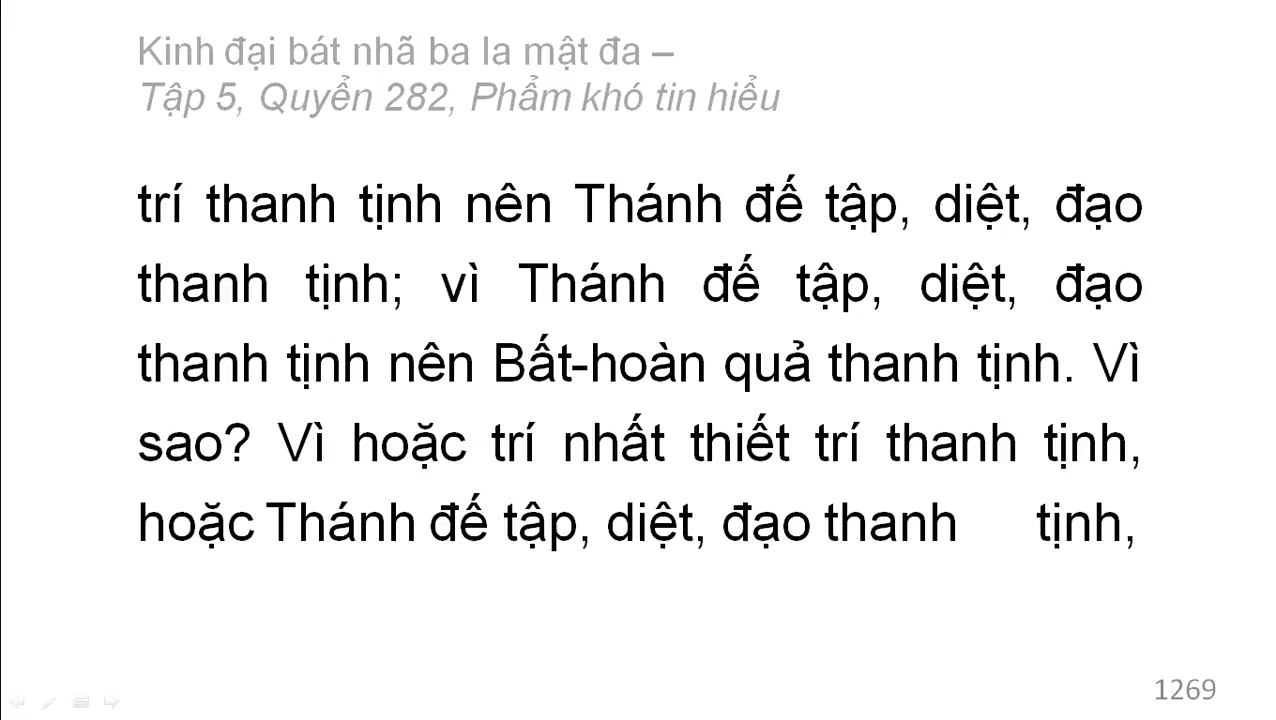 Kinh đại bát nhã ba la mật đa –
Tập 5, Quyển 282, Phẩm khó tin hiểu
trí thanh tịnh nên Thánh đế tập, diệt, đạo
thanh tịnh; vì Thánh đế tập, diệt, đạo
thanh tịnh nên Bất-hoàn quả thanh tịnh. Vì
sao? Vì hoặc trí nhất thiết trí thanh tịnh,
hoặc Thánh đế tập, diệt, đạo thanh tịnh,
1269